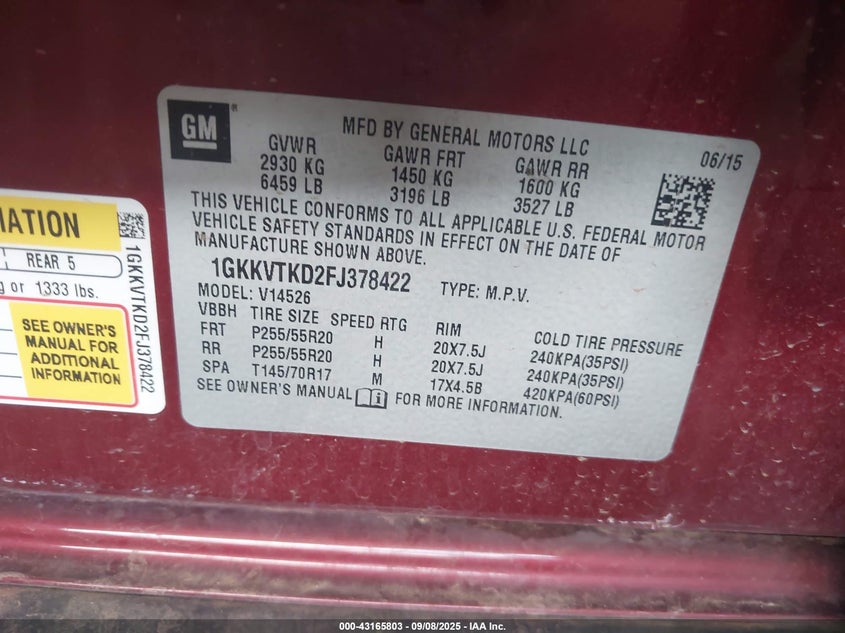 GM ®
MFD BY GENERAL MOTORS LLC
06/15
GVWR GAWR FRT GAWR RR
2930 KG 1450 KG 1600 KG
6459 LB 3196 LB 3527 LB
THIS VEHICLE CONFORMS TO ALL APPLICABLE U.S. FEDERAL MOTOR
VEHICLE SAFETY STANDARDS IN EFFECT ON THE DATE OF
MANUFACTURE SHOWN ABOVE.
1GKKVTKD2FJ378422 TYPE: M.P.V.
MODEL: V14526
VBBH TIRE SIZE SPEED RTG RIM COLD TIRE PRESSURE
FRT P255/55R20 H 20X7.5J 240KPA(35PSI)
RR P255/55R20 H 20X7.5J 240KPA(35PSI)
SPA T145/70R17 M 17X4.5B 420KPA(60PSI)
SEE OWNER'S MANUAL i FOR MORE INFORMATION.
REAR 5
or 1333 lbs.
SEE OWNER'S
MANUAL FOR
ADDITIONAL
INFORMATION
1GKKVTKD2FJ378422
000-43165803 - 09/08/2025 - IAA Inc.